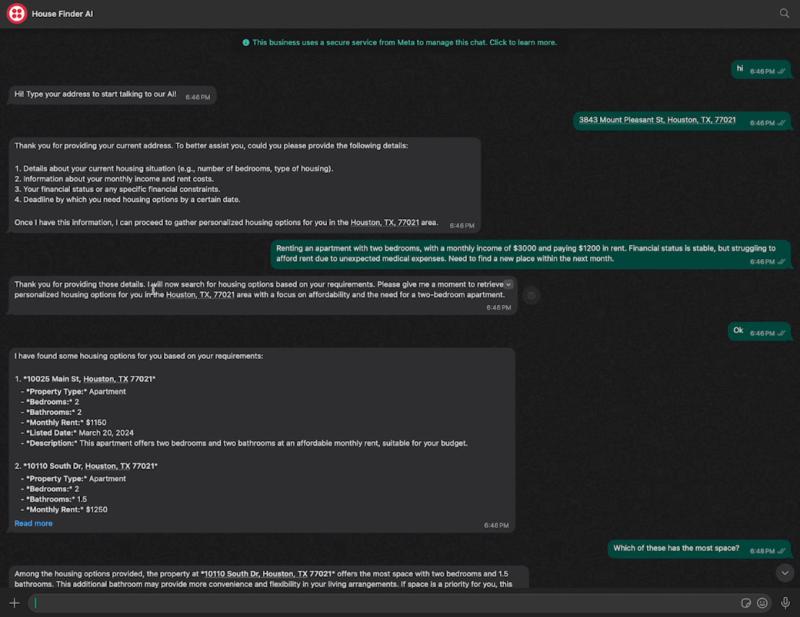 House Finder AI
This business uses a secure service from Meta to manage this chat. Click to learn more.
hi 6:46 PM
Hi! Type your address to start talking to our AI! 6:46 PM
3843 Mount Pleasant St, Houston, TX, 77021 6:46 PM
Thank you for providing your current address. To better assist you, could you please provide the following details:
1. Details about your current housing situation (e.g., number of bedrooms, type of housing).
2. Information about your monthly income and rent costs.
3. Your financial status or any specific financial constraints.
4. Deadline by which you need housing options by a certain date.
Once I have this information, I can proceed to gather personalized housing options for you in the Houston, TX, 77021 area. 6:46 PM
Renting an apartment with two bedrooms, with a monthly income of $3000 and paying $1200 in rent. Financial status is stable, but struggling to
afford rent due to unexpected medical expenses. Need to find a new place within the next month. 6:46 PM
Thank you for providing those details. I will now search for housing options based on your requirements. Please give me a moment to retrieve
personalized housing options for you in the Houston, TX, 77021 area with a focus on affordability and the need for a two-bedroom apartment.
6:46 PM
Ok 6:46 PM
I have found some housing options for you based on your requirements:
1. *10025 Main St, Houston, TX 77021*
- *Property Type:* Apartment
- *Bedrooms:* 2
- *Bathrooms:* 2
- *Monthly Rent:* $1150
- *Listed Date:* March 20, 2024
- *Description:* This apartment offers two bedrooms and two bathrooms at an affordable monthly rent, suitable for your budget.
2. *10110 South Dr, Houston, TX 77021*
- *Property Type:* Apartment
- *Bedrooms:* 2
- *Bathrooms:* 1.5
- *Monthly Rent:* $1250
Read more 6:46 PM
Which of these has the most space? 6:48 PM
Among the housing options provided, the property at *10110 South Dr, Houston, TX 77021* offers the most space with two bedrooms and 1.5
bathrooms. This additional bathroom may provide more convenience and flexibility in your living arrangements. If space is a priority for you, this